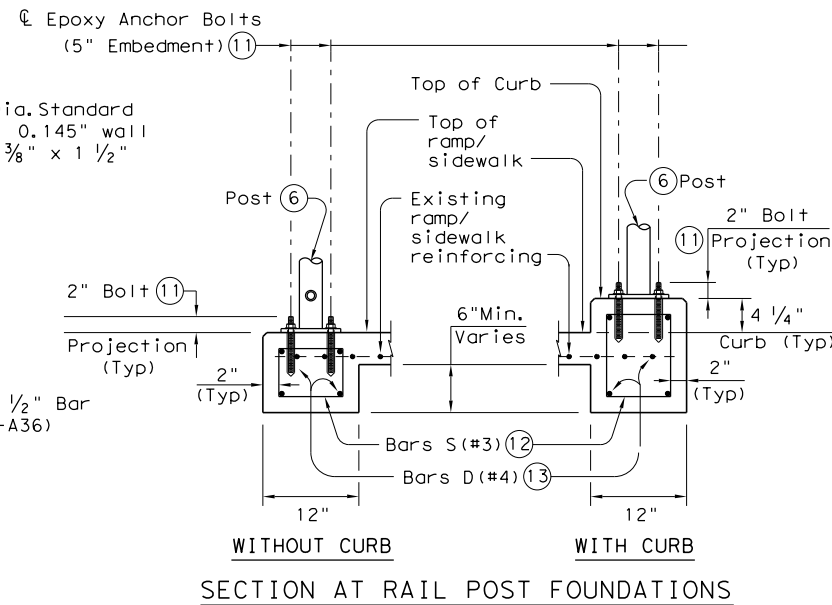 ℄ Epoxy Anchor Bolts
(5" Embedment) 11
ia. Standard
0.145" wall
3/8" x 1 1/2"
Top of Curb
Top of
ramp/
sidewalk
Post 6
6 Post
Existing
ramp/
sidewalk
reinforcing
2" Bolt
11 Projection
(Typ)
2" Bolt 11
Projection
(Typ)
6"Min.
Varies
4 1/4"
Curb (Typ)
2"
(Typ)
2"
(Typ)
1/2" Bar
-A36)
Bars S(#3) 12
Bars D(#4) 13
12"
12"
WITHOUT CURB
WITH CURB
SECTION AT RAIL POST FOUNDATIONS